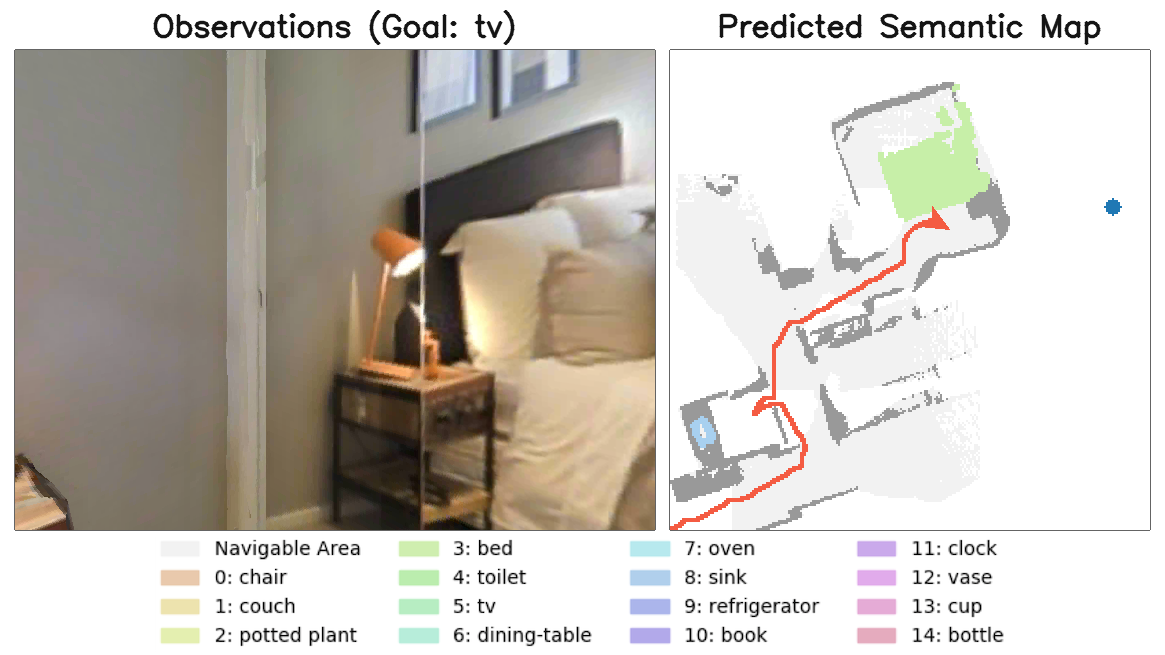 Observations (Goal: tv)
Predicted Semantic Map
Navigable Area
0: chair
1: couch
2: potted plant
3: bed
4: toilet
5: tv
6: dining-table
7: oven
8: sink
9: refrigerator
10: book
11: clock
12: vase
13: cup
14: bottle